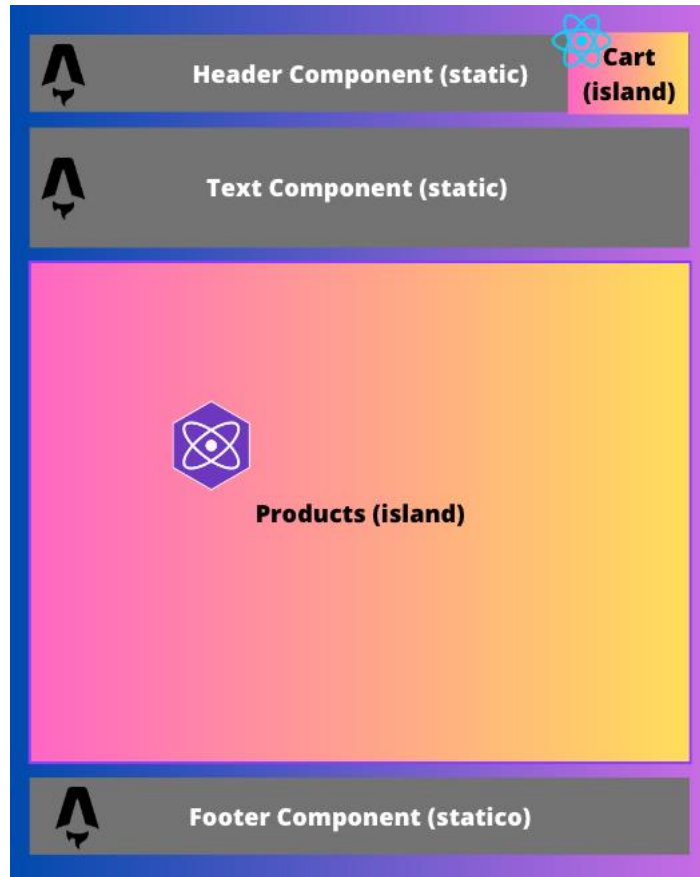 Header Component (static)
Cart
(island)
Text Component (static)
Products (island)
Footer Component (statico)